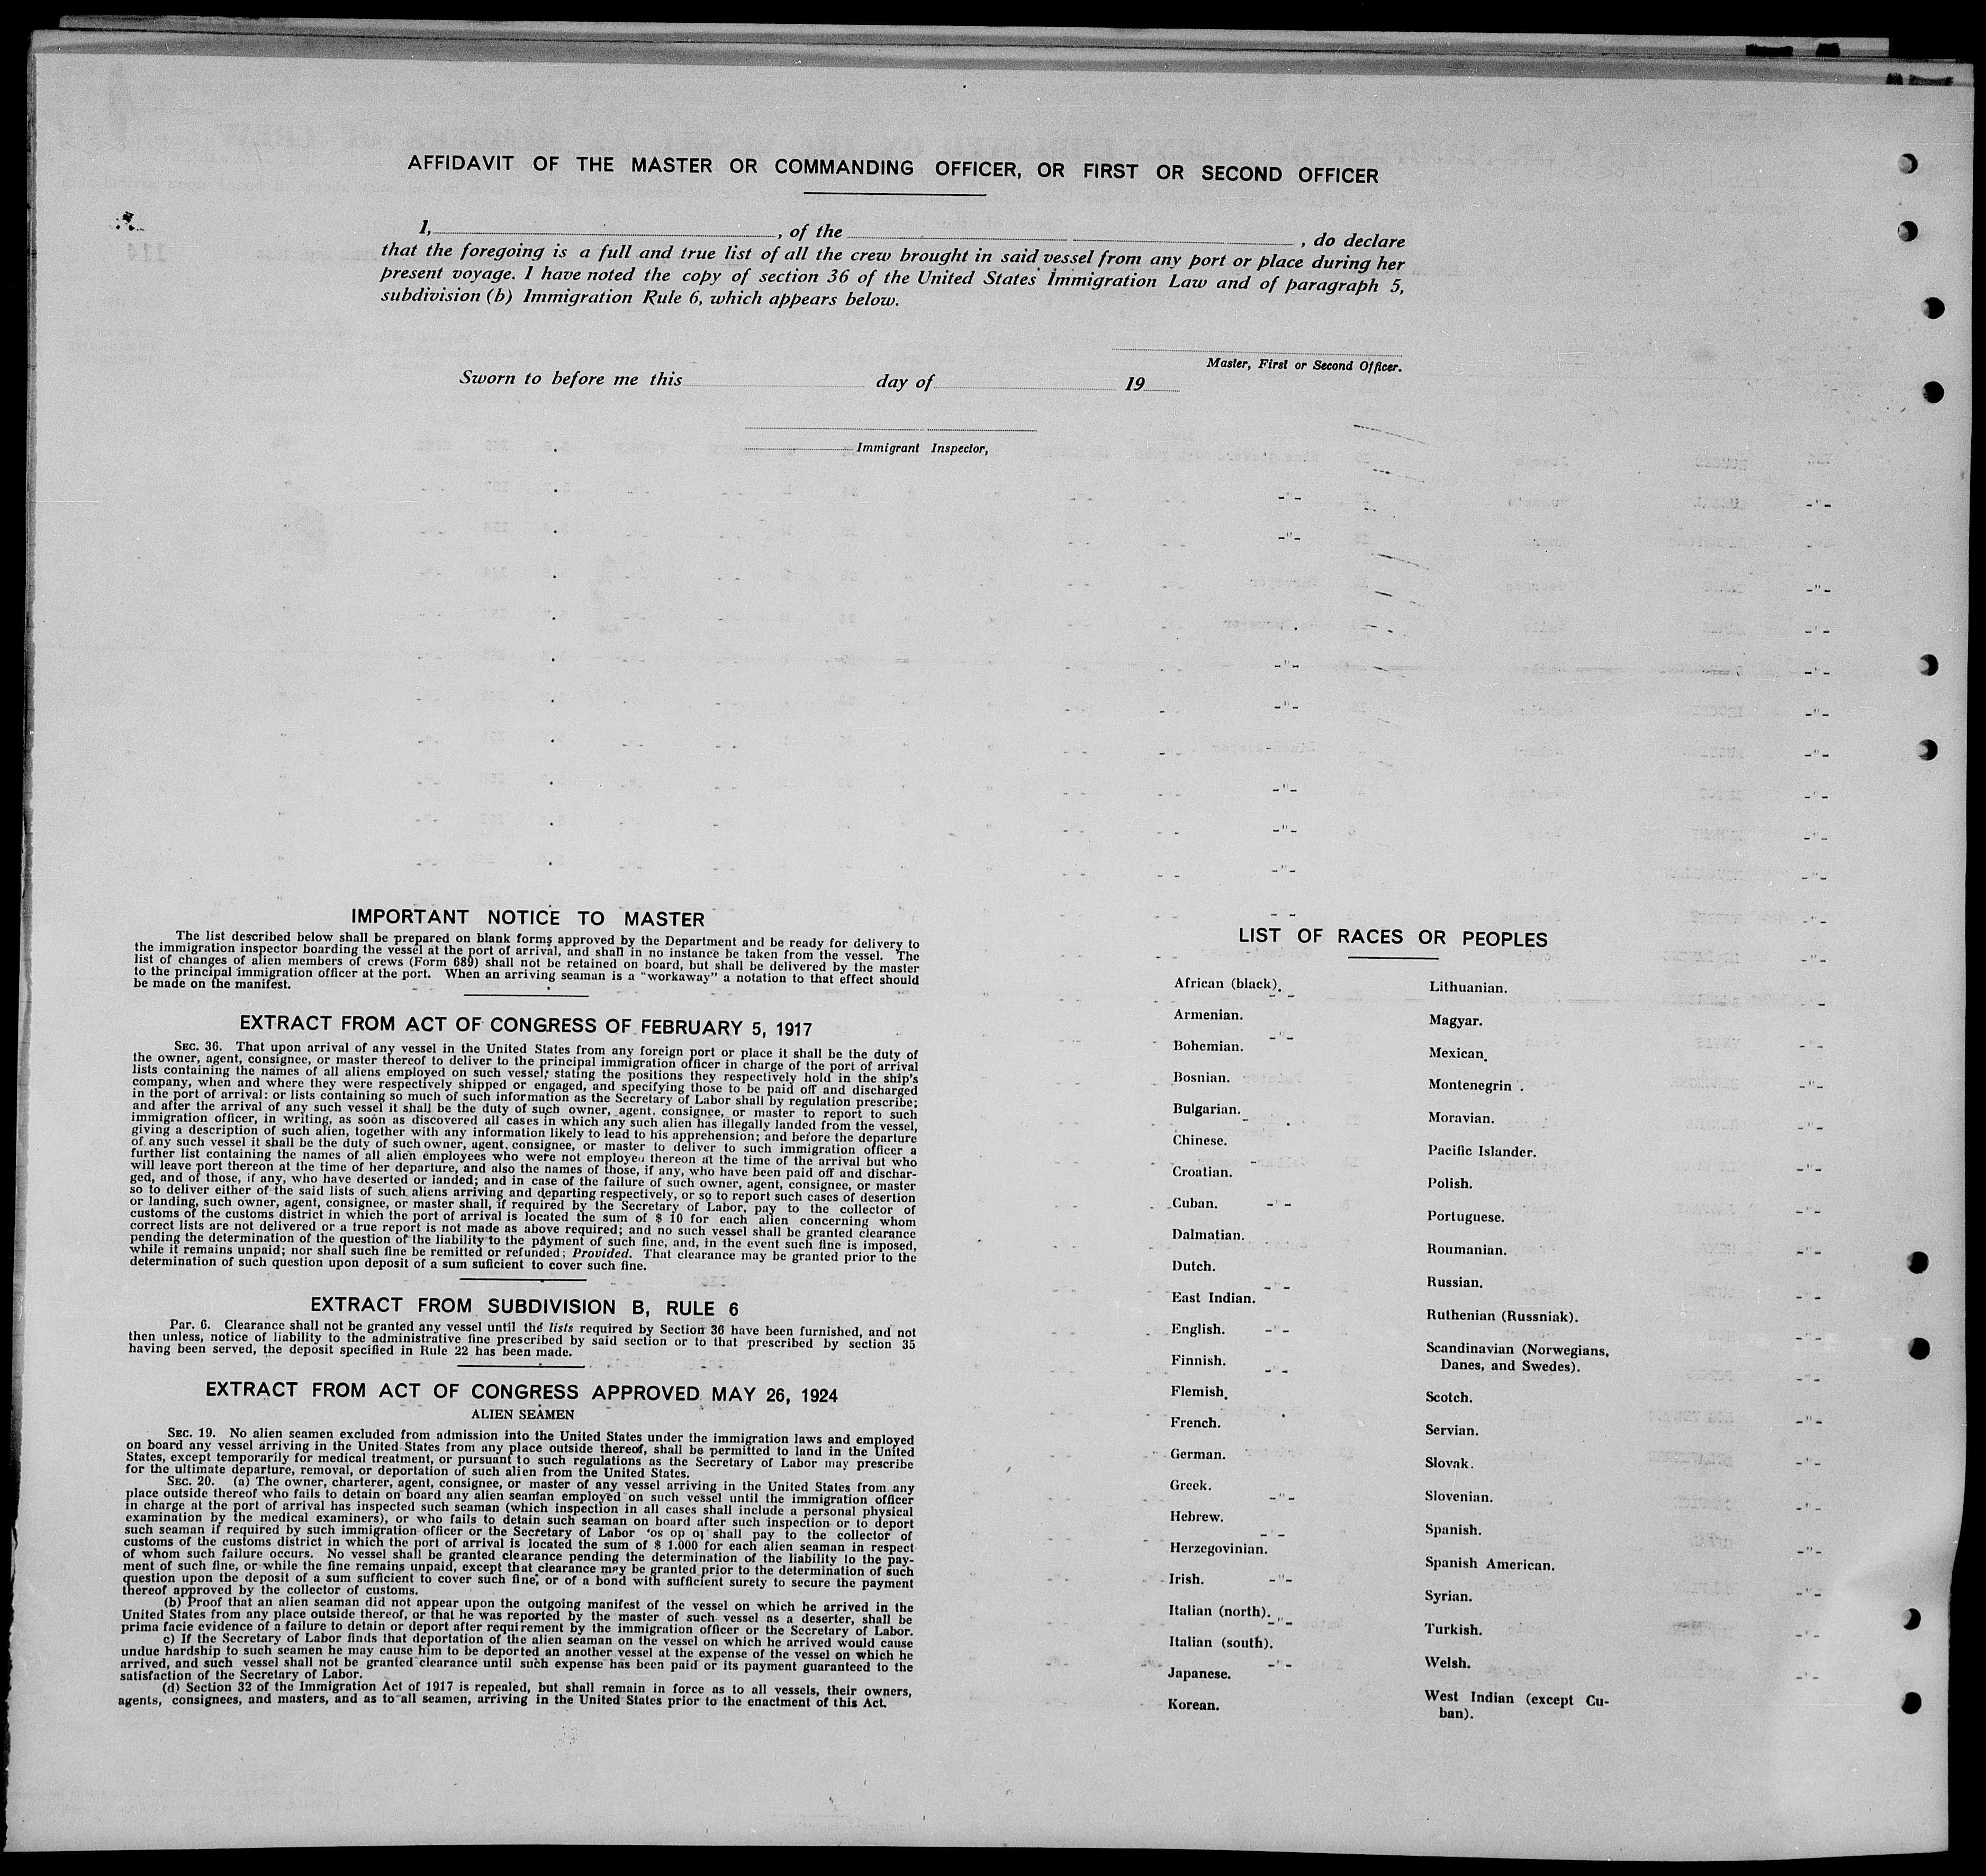 AFFIDAVIT OF THE MASTER OR COMMANDING OFFICER, OR FIRST OR SECOND OFFICER
I, , of the , do declare
that the foregoing is a full and true list of all the crew brought in said vessel from any port or place during her
present voyage. I have noted the copy of section 36 of the United States Immigration Law and of paragraph 5,
subdivision (b) Immigration Rule 6, which appears below.
Master, First or Second Officer.
Sworn to before me this day of 19
Immigrant Inspector,
IMPORTANT NOTICE TO MASTER
The list described below shall be prepared on blank forms approved by the Department and be ready for delivery to
the immigration inspector boarding the vessel at the port of arrival, and shall in no instance be taken from the vessel. The
list of changes of alien members of crews (Form 689) shall not be retained on board, but shall be delivered by the master
to the principal immigration officer at the port. When an arriving seaman is a "workaway" a notation to that effect should
be made on the manifest.
EXTRACT FROM ACT OF CONGRESS OF FEBRUARY 5, 1917
SEC. 36. That upon arrival of any vessel in the United States from any foreign port or place it shall be the duty of
the owner, agent, consignee, or master thereof to deliver to the principal immigration officer in charge of the port of arrival
lists containing the names of all aliens employed on such vessel; stating the positions they respectively hold in the ship's
company, when and where they were respectively shipped or engaged, and specifying those to be paid off and discharged
in the port of arrival: or lists containing so much of such information as the Secretary of Labor shall by regulation prescribe;
and after the arrival of any such vessel it shall be the duty of such owner, agent, consignee, or master to report to such
immigration officer, in writing, as soon as discovered all cases in which any such alien has illegally landed from the vessel,
giving a description of such alien, together with any information likely to lead to his apprehension; and before the departure
of any such vessel it shall be the duty of such owner, agent, consignee, or master to deliver to such immigration officer a
further list containing the names of all alien employees who were not employed thereon at the time of the arrival but who
will leave port thereon at the time of her departure, and also the names of those, if any, who have been paid off and dischar-
ged, and of those, if any, who have deserted or landed; and in case of the failure of such owner, agent, consignee, or master
so to deliver either of the said lists of such aliens arriving and departing respectively, or so to report such cases of desertion
or landing, such owner, agent, consignee, or master shall, if required by the Secretary of Labor, pay to the collector of
customs of the customs district in which the port of arrival is located the sum of $ 10 for each alien concerning whom
correct lists are not delivered or a true report is not made as above required; and no such vessel shall be granted clearance
pending the determination of the question of the liability to the payment of such fine, and, in the event such fine is imposed,
while it remains unpaid; nor shall such fine be remitted or refunded; Provided. That clearance may be granted prior to the
determination of such question upon deposit of a sum suficient to cover such fine.
EXTRACT FROM SUBDIVISION B, RULE 6
Par. 6. Clearance shall not be granted any vessel until the lists required by Section 36 have been furnished, and not
then unless, notice of liability to the administrative fine prescribed by said section or to that prescribed by section 35
having been served, the deposit specified in Rule 22 has been made.
EXTRACT FROM ACT OF CONGRESS APPROVED MAY 26, 1924
ALIEN SEAMEN
SEC. 19. No alien seamen excluded from admission into the United States under the immigration laws and employed
on board any vessel arriving in the United States from any place outside thereof, shall be permitted to land in the United
States, except temporarily for medical treatment, or pursuant to such regulations as the Secretary of Labor may prescribe
for the ultimate departure, removal, or deportation of such alien from the United States.
SEC. 20. (a) The owner, charterer, agent, consignee, or master of any vessel arriving in the United States from any
place outside thereof who fails to detain on board any alien seaman employed on such vessel until the immigration officer
in charge at the port of arrival has inspected such seaman (which inspection in all cases shall include a personal physical
examination by the medical examiners), or who fails to detain such seaman on board after such inspection or to deport
such seaman if required by such immigration officer or the Secretary of Labor 'os op oʇ shall pay to the collector of
customs of the customs district in which the port of arrival is located the sum of $ 1.000 for each alien seaman in respect
of whom such failure occurs. No vessel shall be granted clearance pending the determination of the liability to the pay-
ment of such fine, or while the fine remains unpaid, except that clearance may be granted prior to the determination of such
question upon the deposit of a sum sufficient to cover such fine, or of a bond with sufficient surety to secure the payment
thereof approved by the collector of customs.
(b) Proof that an alien seaman did not appear upon the outgoing manifest of the vessel on which he arrived in the
United States from any place outside thereof, or that he was reported by the master of such vessel as a deserter, shall be
prima facie evidence of a failure to detain or deport after requirement by the immigration officer or the Secretary of Labor.
c) If the Secretary of Labor finds that deportation of the alien seaman on the vessel on which he arrived would cause
undue hardship to such seamen he may cause him to be deported an another vessel at the expense of the vessel on which he
arrived, and such vessel shall not be granted clearance until such expense has been paid or its payment guaranteed to the
satisfaction of the Secretary of Labor.
(d) Section 32 of the Immigration Act of 1917 is repealed, but shall remain in force as to all vessels, their owners,
agents, consignees, and masters, and as to all seamen, arriving in the United States prior to the enactment of this Act.
LIST OF RACES OR PEOPLES
African (black).
Armenian.
Bohemian.
Bosnian.
Bulgarian.
Chinese.
Croatian.
Cuban.
Dalmatian.
Dutch.
East Indian.
English.
Finnish.
Flemish.
French.
German.
Greek.
Hebrew.
Herzegovinian.
Irish.
Italian (north).
Italian (south).
Japanese.
Korean.
Lithuanian.
Magyar.
Mexican.
Montenegrin.
Moravian.
Pacific Islander.
Polish.
Portuguese.
Roumanian.
Russian.
Ruthenian (Russniak).
Scandinavian (Norwegians,
Danes, and Swedes).
Scotch.
Servian.
Slovak.
Slovenian.
Spanish.
Spanish American.
Syrian.
Turkish.
Welsh.
West Indian (except Cu-
ban).